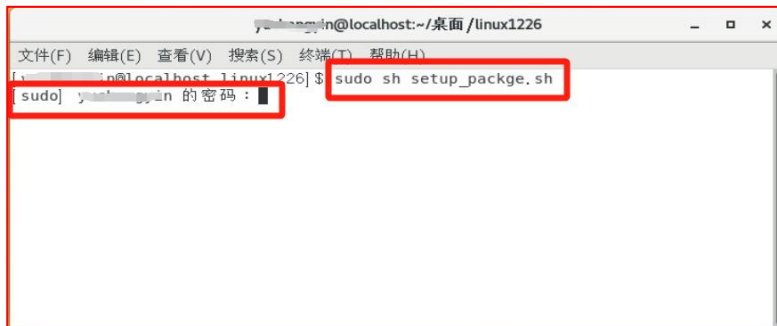 n@localhost:~/桌面/linux1226
文件(F) 编辑(E) 查看(V) 搜索(S) 终端(T) 帮助(H)
in@localhost linux1226]$ sudo sh setup_packge.sh
[sudo] 的密码：